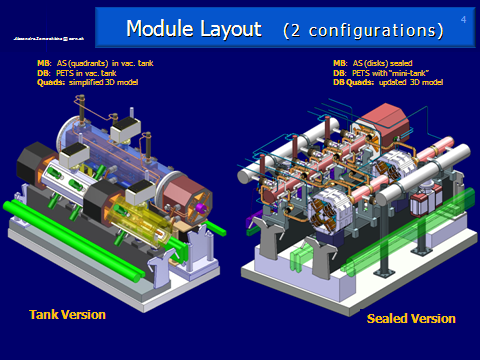 Module Layout (2 configurations)
4
MB: AS (quadrants) in vac. tank
DB: PETS in vac. tank
Quads: simplified 3D model
MB: AS (disks) sealed
DB: PETS with "mini-tank"
DB Quads: updated 3D model
Tank Version
Sealed Version